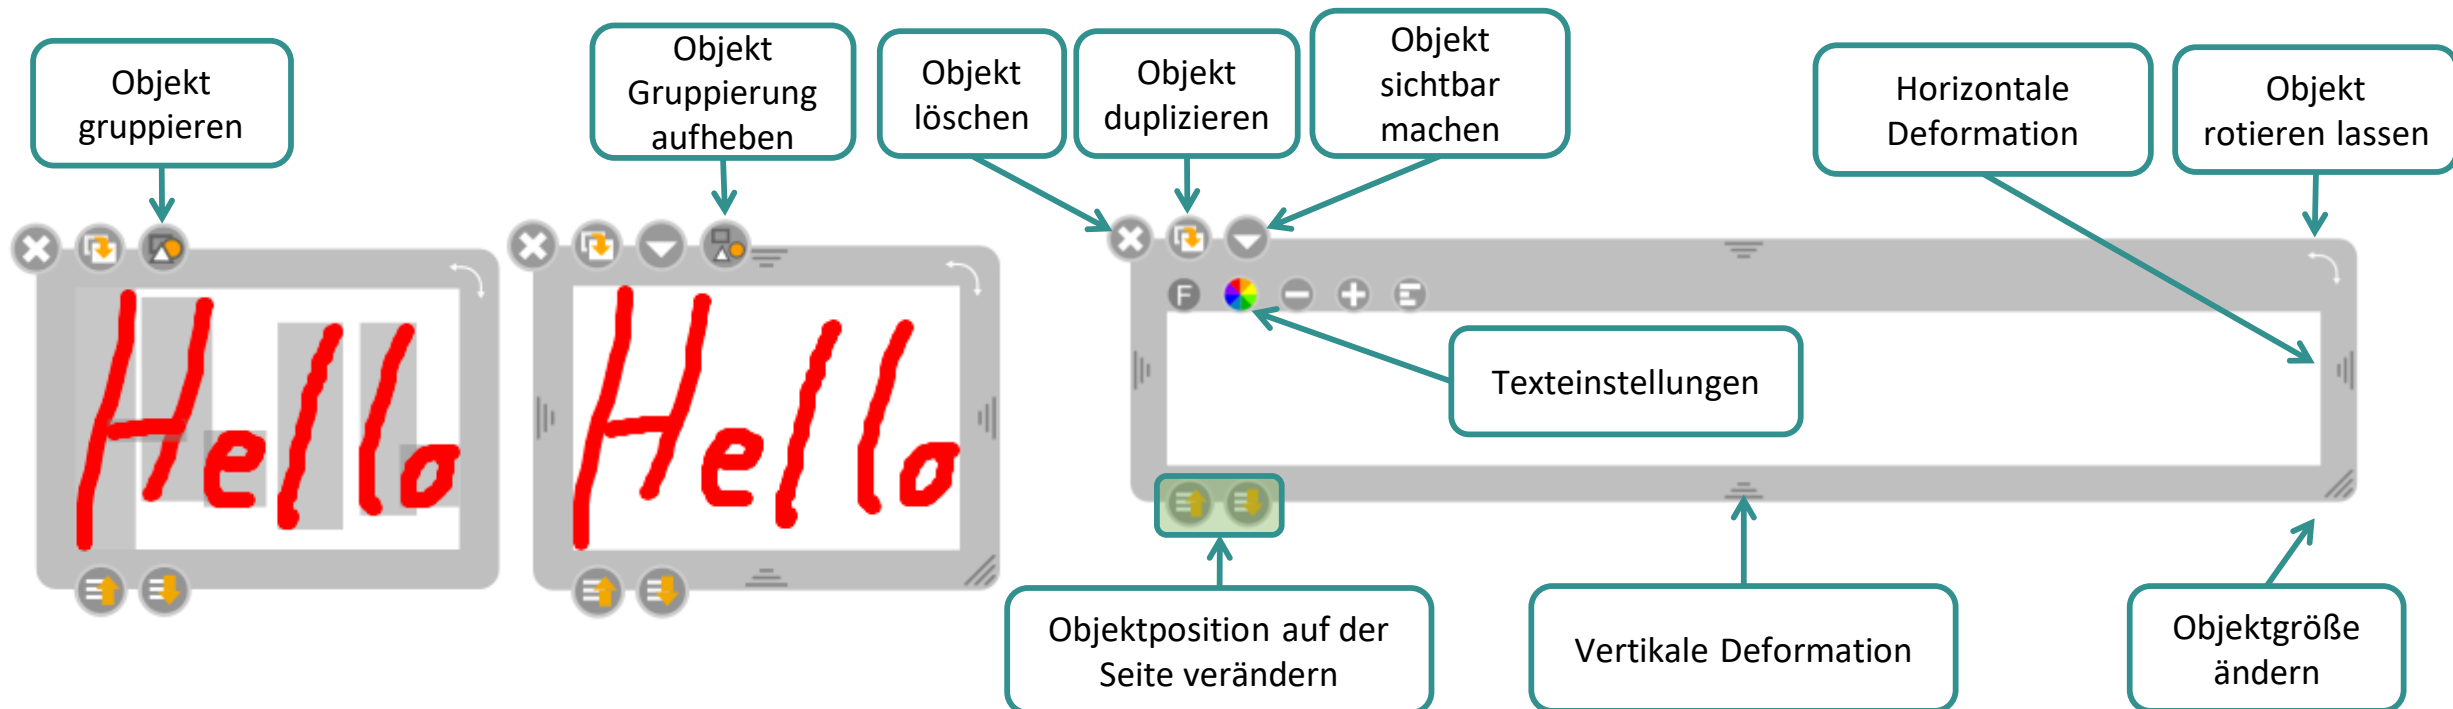 Objekt
gruppieren
Objekt
Gruppierung
aufheben
Objekt
löschen
Objekt
duplizieren
Objekt
sichtbar
machen
Horizontale
Deformation
Objekt
rotieren lassen
Hello
Hello
F
Texteinstellungen
Objektposition auf der
Seite verändern
Vertikale Deformation
Objektgröße
ändern